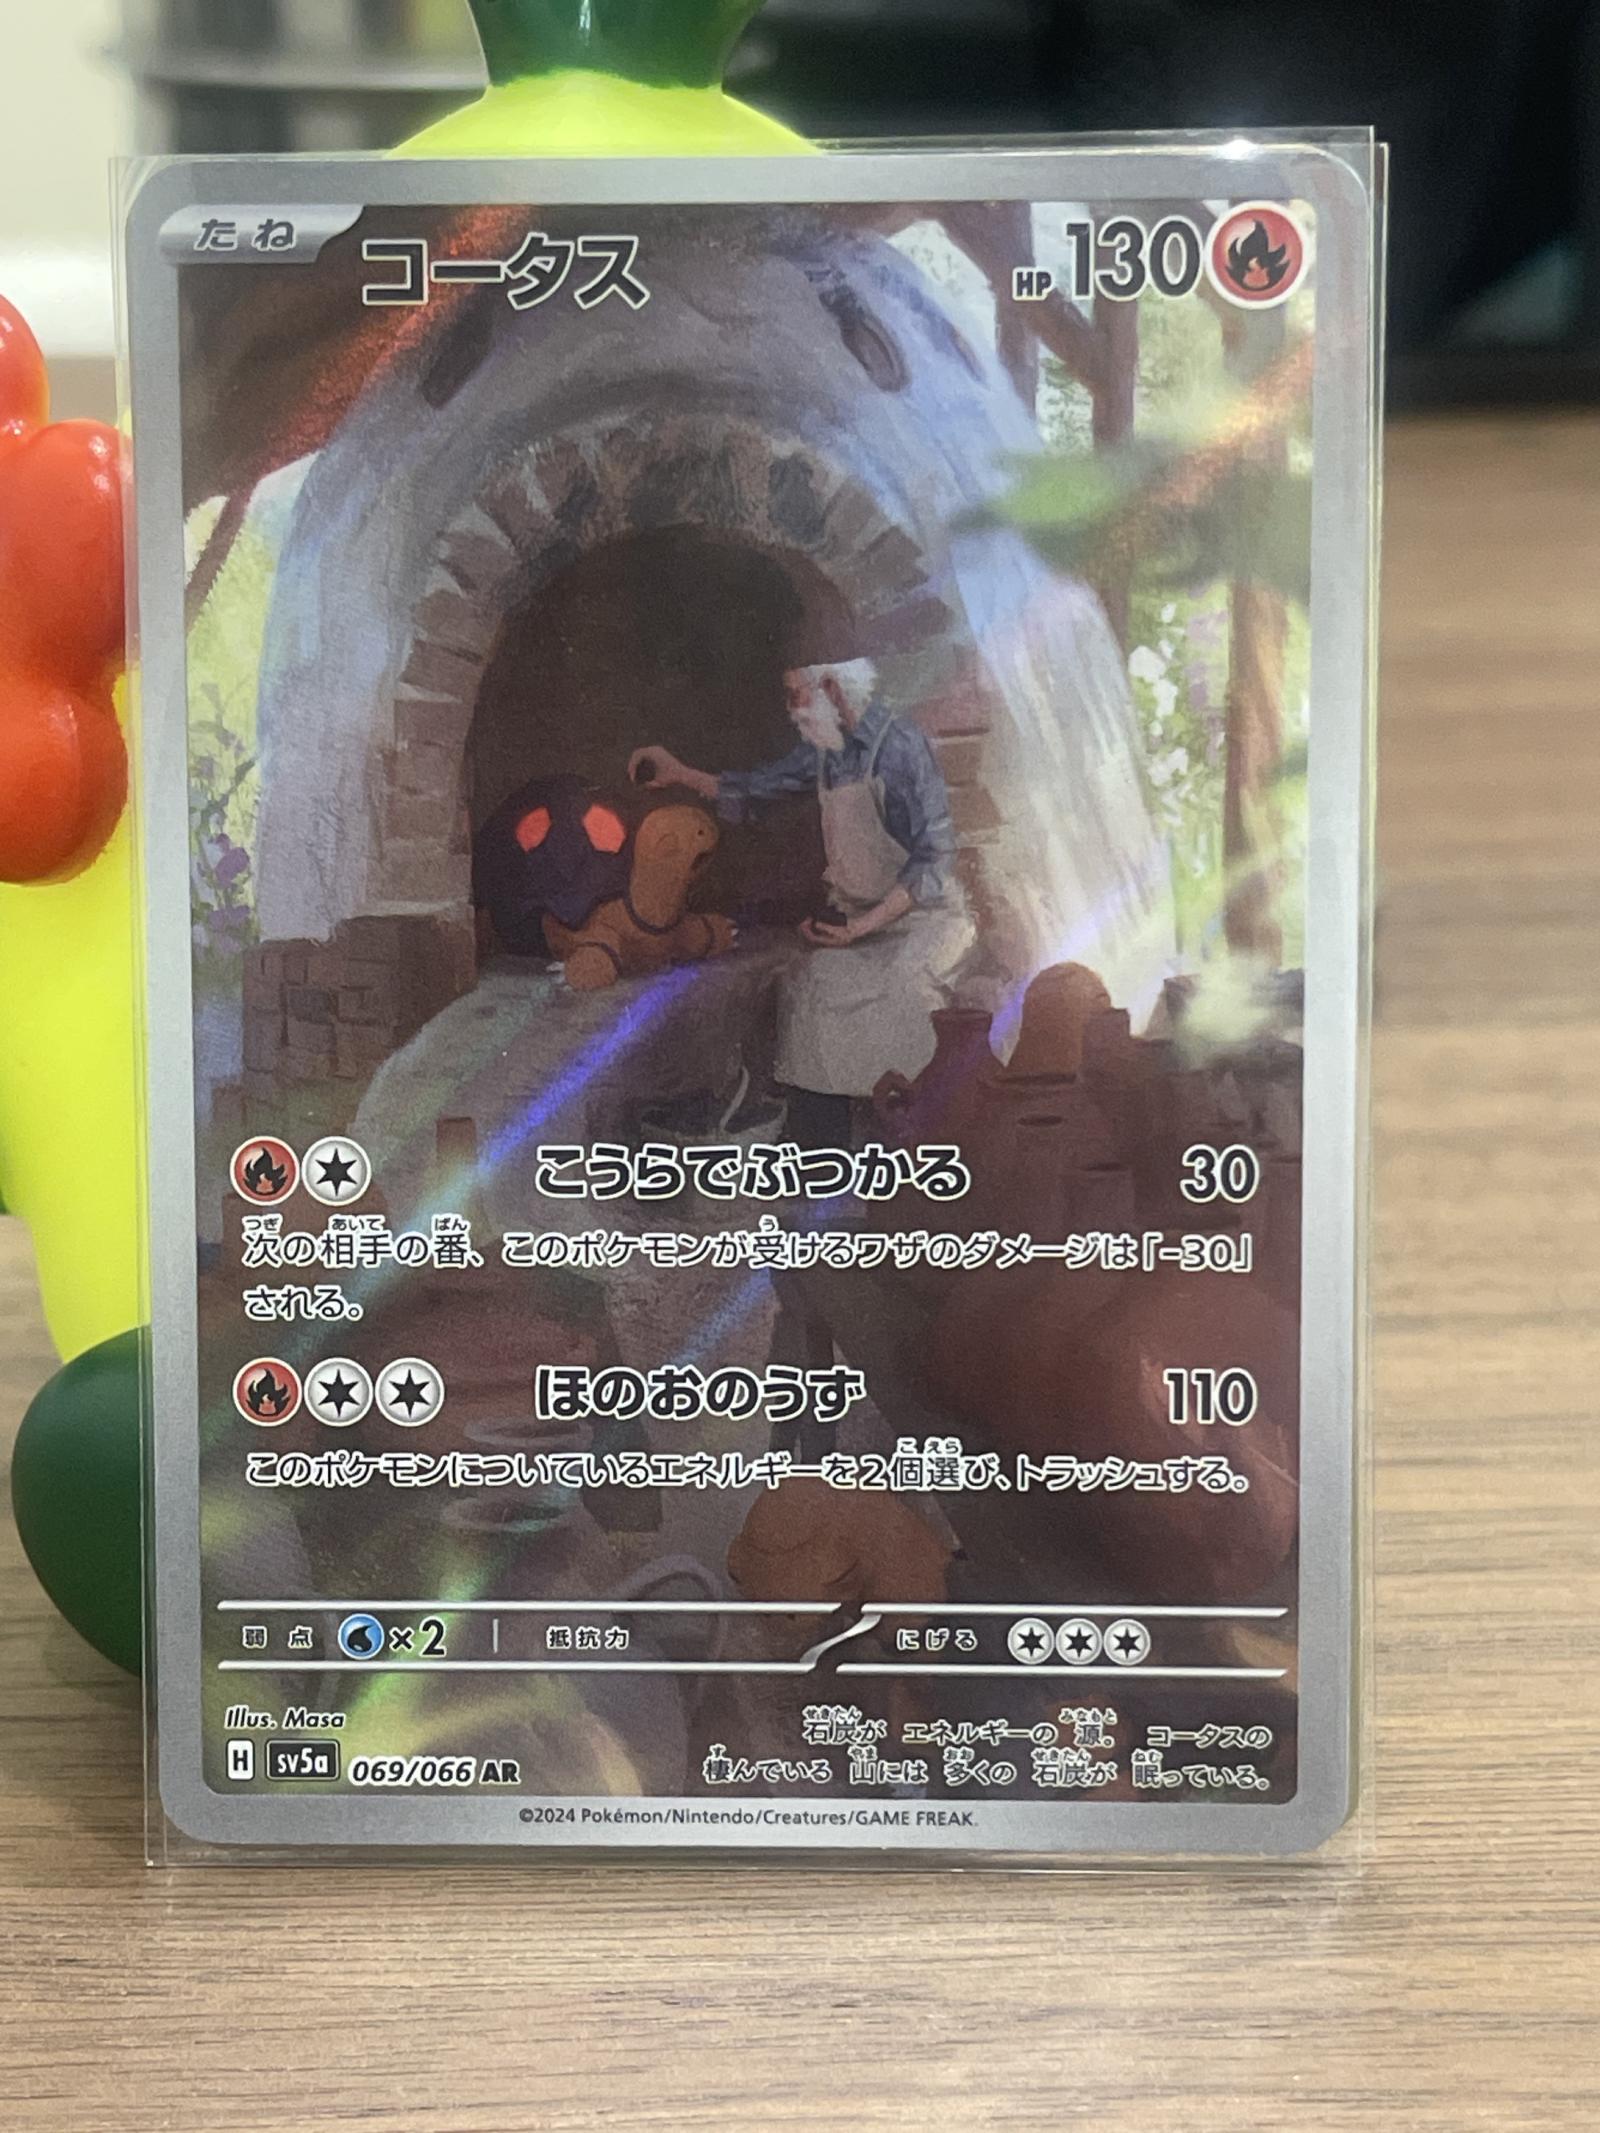 たね
コータス
HP 130
こうらでぶつかる 30
次の相手の番、このポケモンが受けるワザのダメージは「-30」
される。
ほのおのうず 110
このポケモンについているエネルギーを2個選び、トラッシュする。
弱点 ×2 抵抗力 にげる
Illus. Masa
石炭が エネルギーの 源。 コータスの
棲んでいる 山には 多くの 石炭が 眠っている。
H sv5a 069/066 AR
©2024 Pokémon/Nintendo/Creatures/GAME FREAK.